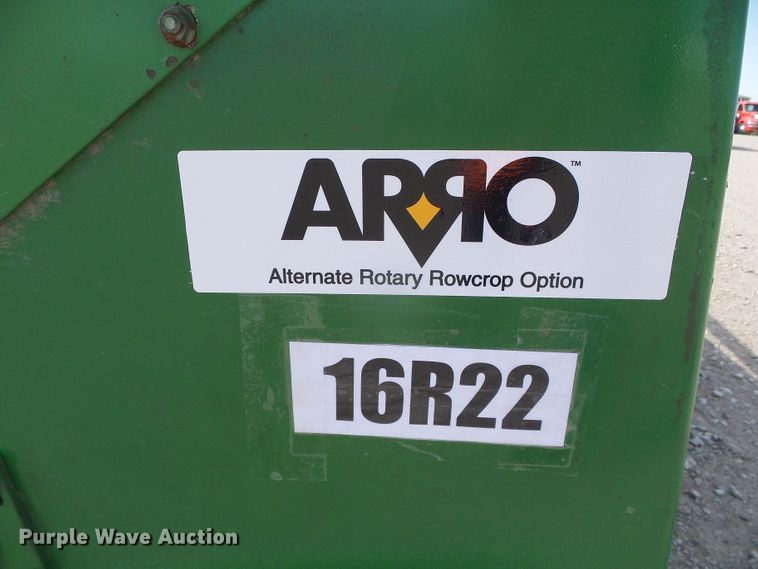 ARRO™
Alternate Rotary Rowcrop Option
16R22
Purple Wave Auction